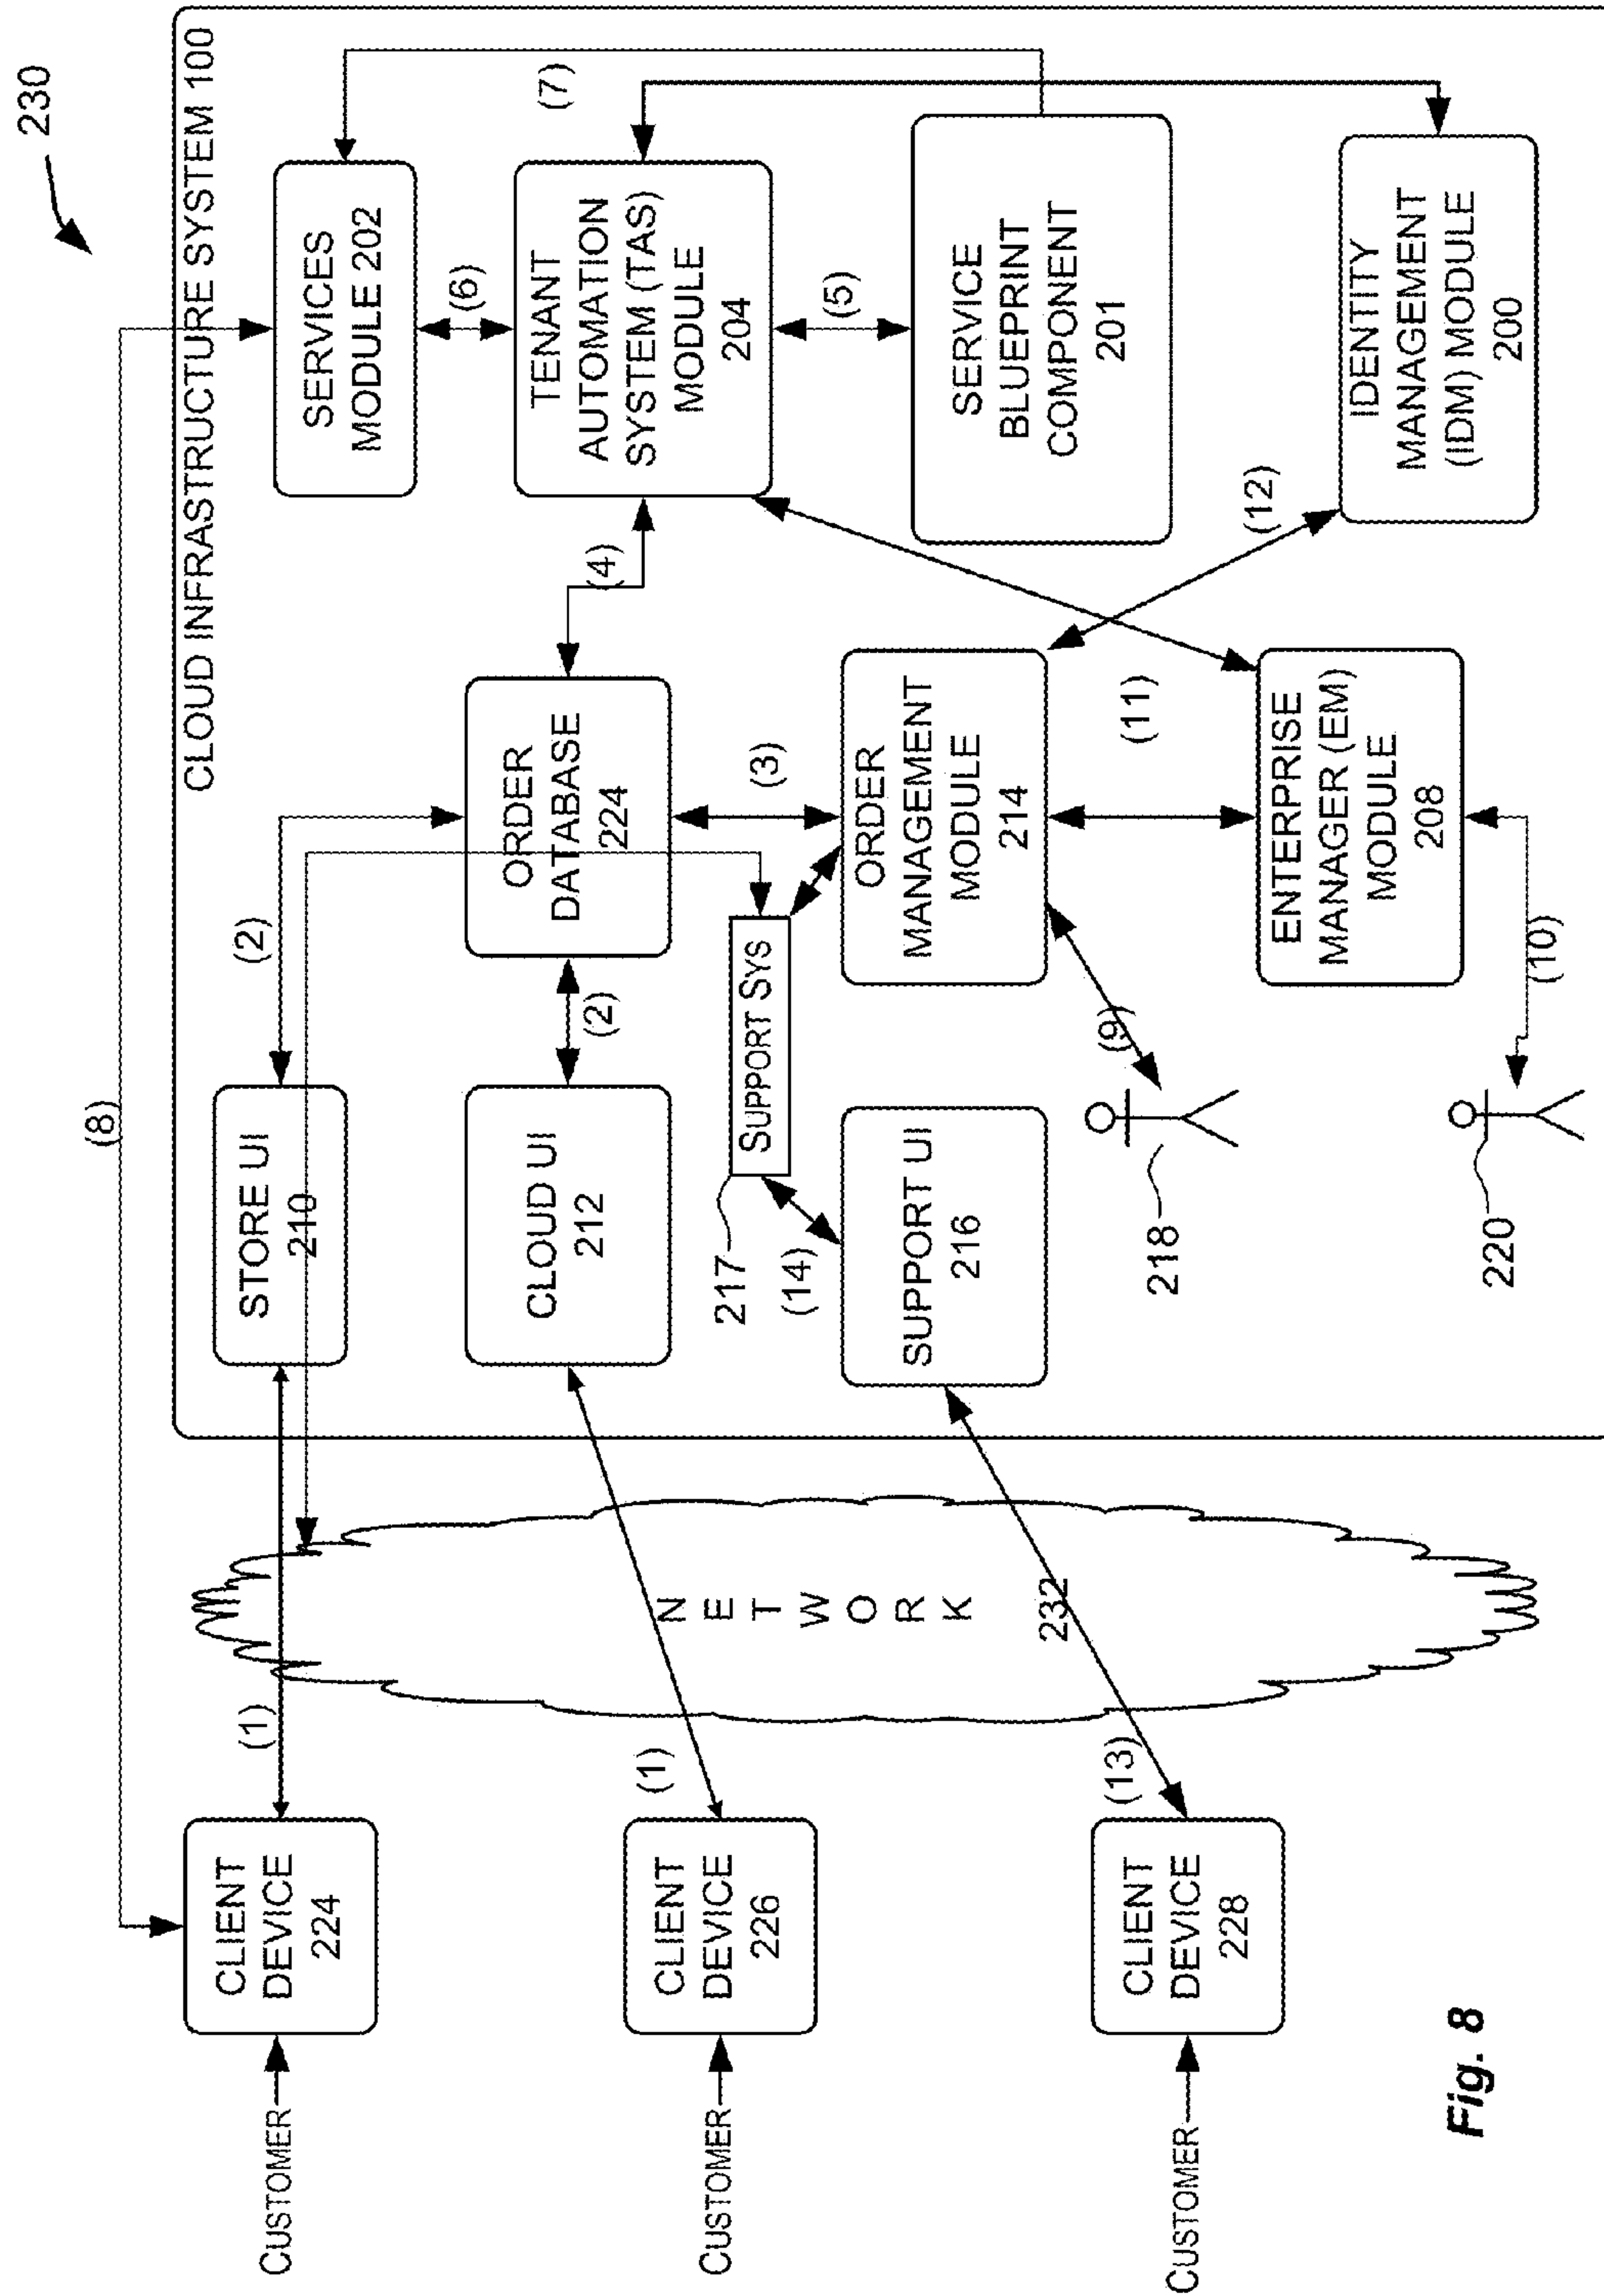 230
CLOUD INFRASTRUCTURE SYSTEM 100
(8)
CUSTOMER
CLIENT
DEVICE
224
(1)
STORE UI
210
(2)
SERVICES
MODULE 202
(6)
(7)
CUSTOMER
CLIENT
DEVICE
226
(1)
N
E
T
W
O
R
K
232
CLOUD UI
212
(2)
ORDER
DATABASE
224
(4)
TENANT
AUTOMATION
SYSTEM (TAS)
MODULE
204
(5)
217
SUPPORT SYS
(14)
(3)
SERVICE
BLUEPRINT
COMPONENT
201
CUSTOMER
CLIENT
DEVICE
228
(13)
SUPPORT UI
216
ORDER
MANAGEMENT
MODULE
214
(9)
218
(11)
(12)
ENTERPRISE
MANAGER (EM)
MODULE
208
IDENTITY
MANAGEMENT
(IDM) MODULE
200
220
(10)
Fig. 8